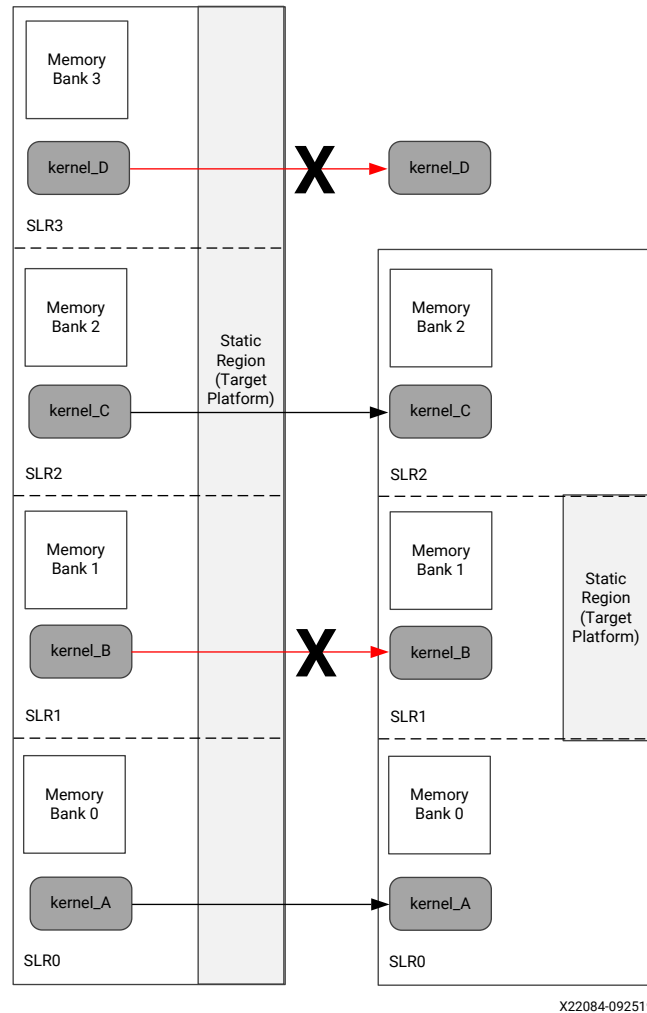 Memory
Bank 3
kernel_D
X
kernel_D
SLR3
Memory
Bank 2
Static
Region
(Target
Platform)
Memory
Bank 2
kernel_C
kernel_C
SLR2
SLR2
Memory
Bank 1
Memory
Bank 1
Static
Region
(Target
Platform)
kernel_B
X
kernel_B
SLR1
SLR1
Memory
Bank 0
Memory
Bank 0
kernel_A
kernel_A
SLR0
SLR0
X22084-092519